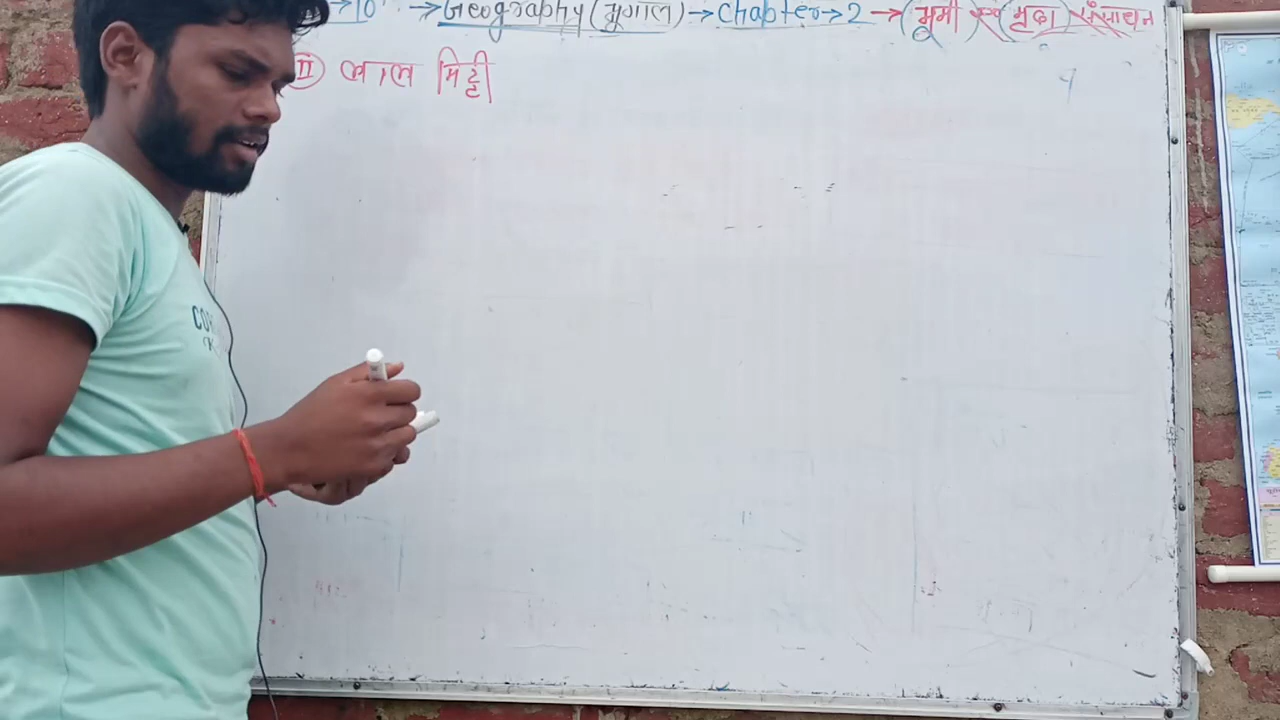 →10 → Geography (भूगोल) → Chapter → 2 → (भूमी एवं मृदा संसाधन
II लाल मिट्टी